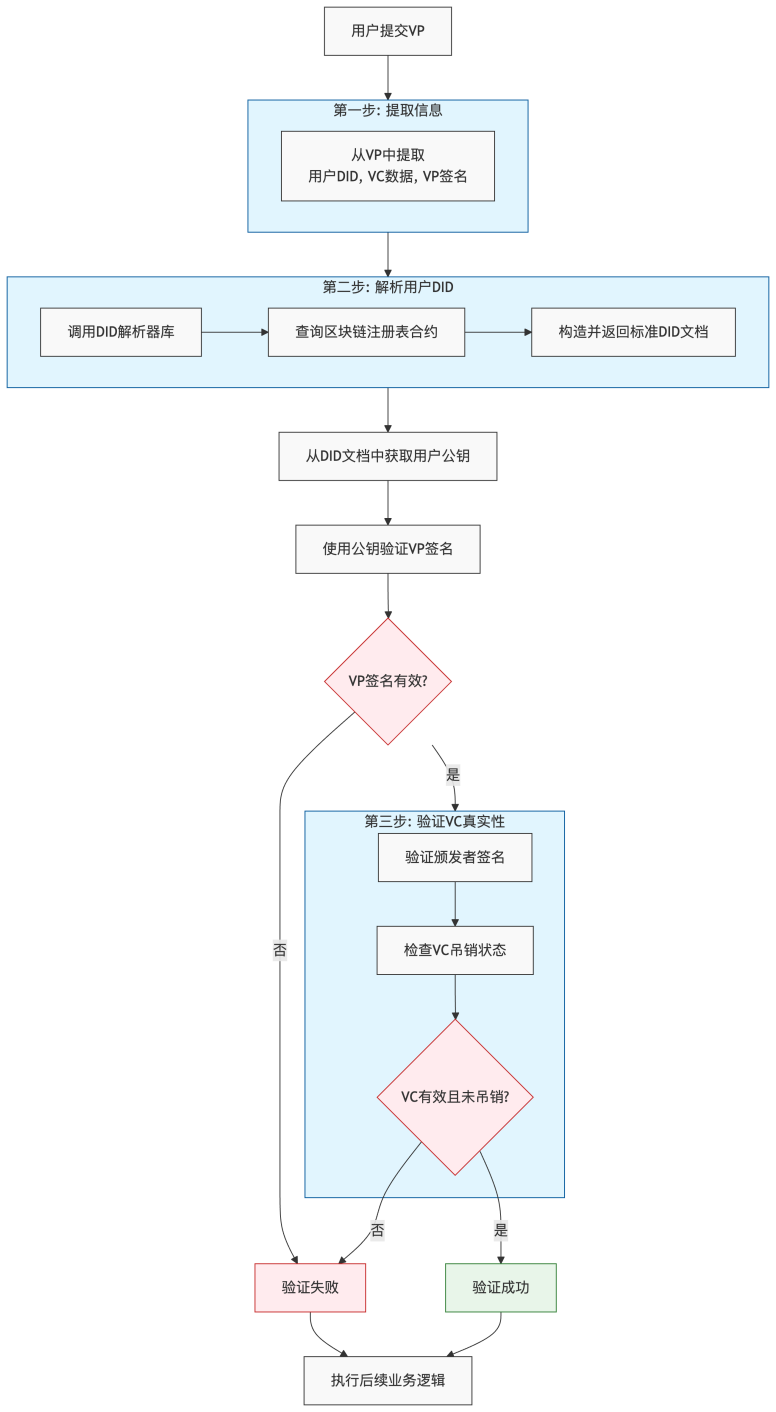 用户提交VP
第一步: 提取信息
从VP中提取
用户DID, VC数据, VP签名
第二步: 解析用户DID
调用DID解析器库
查询区块链注册表合约
构造并返回标准DID文档
从DID文档中获取用户公钥
使用公钥验证VP签名
VP签名有效?
是
第三步: 验证VC真实性
验证颁发者签名
否
检查VC吊销状态
VC有效且未吊销?
否
是
验证失败
验证成功
执行后续业务逻辑